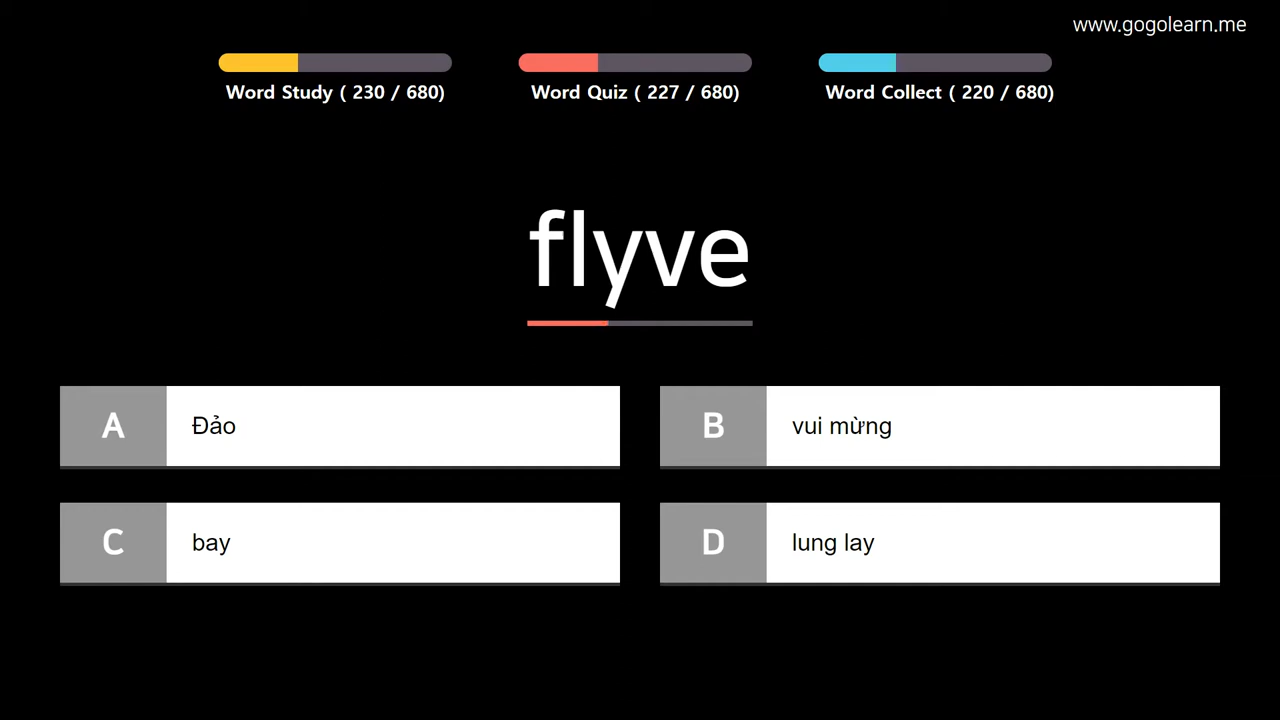 www.gogolearn.me
Word Study ( 230 / 680)
Word Quiz ( 227 / 680)
Word Collect ( 220 / 680)
flyve
A Đảo
B vui mừng
C bay
D lung lay